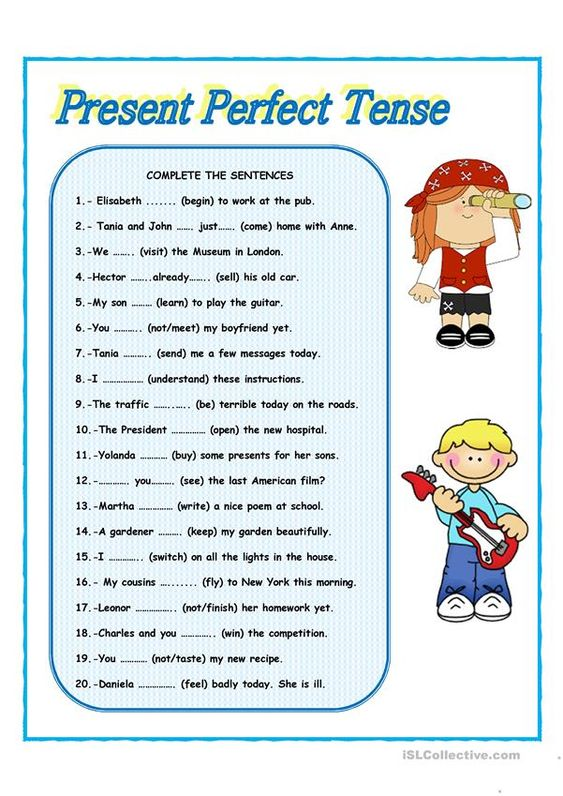 Present Perfect Tense
COMPLETE THE SENTENCES
1.- Elisabeth ....... (begin) to work at the pub.
2.- Tania and John ....... just....... (come) home with Anne.
3.-We …….. (visit) the Museum in London.
4.-Hector ……..already…….. (sell) his old car.
5.-My son ……… (learn) to play the guitar.
6.-You ……….. (not/meet) my boyfriend yet.
7.-Tania ……….. (send) me a few messages today.
8.-I ……………… (understand) these instructions.
9.-The traffic ……..….. (be) terrible today on the roads.
10.-The President …………… (open) the new hospital.
11.-Yolanda ………… (buy) some presents for her sons.
12.-…………. you……... (see) the last American film?
13.-Martha …………… (write) a nice poem at school.
14.-A gardener ………. (keep) my garden beautifully.
15.-I ………….. (switch) on all the lights in the house.
16.- My cousins …....... (fly) to New York this morning.
17.-Leonor …………….. (not/finish) her homework yet.
18.-Charles and you ………….. (win) the competition.
19.-You ………… (not/taste) my new recipe.
20.-Daniela ……………. (feel) badly today. She is ill.
iSLCollective.com